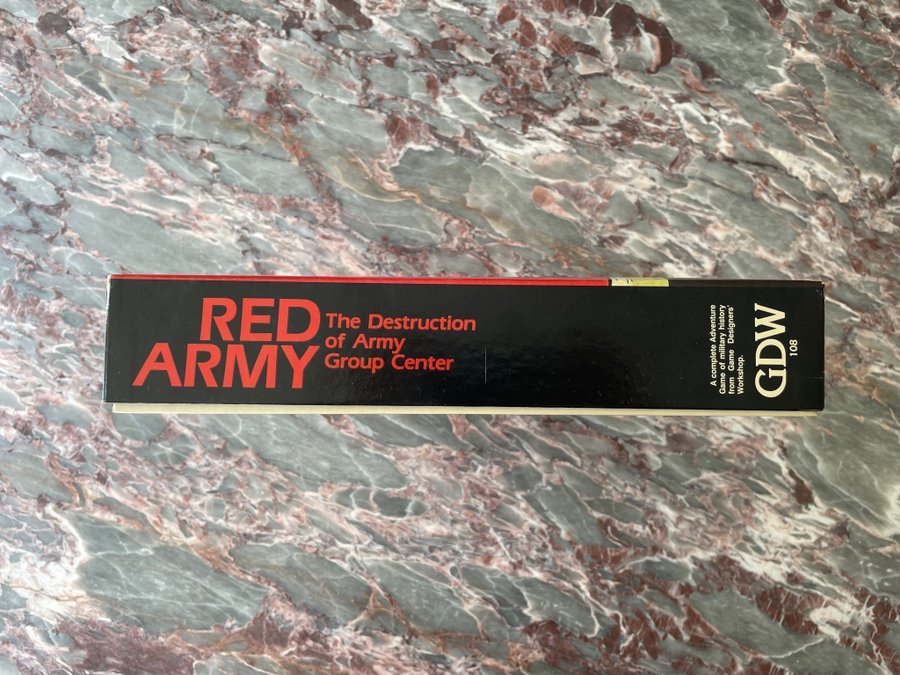 RED
ARMY
The Destruction
of Army
Group Center
A complete Adventure
Game of military history
from Game Designers'
Workshop.
GDW
108